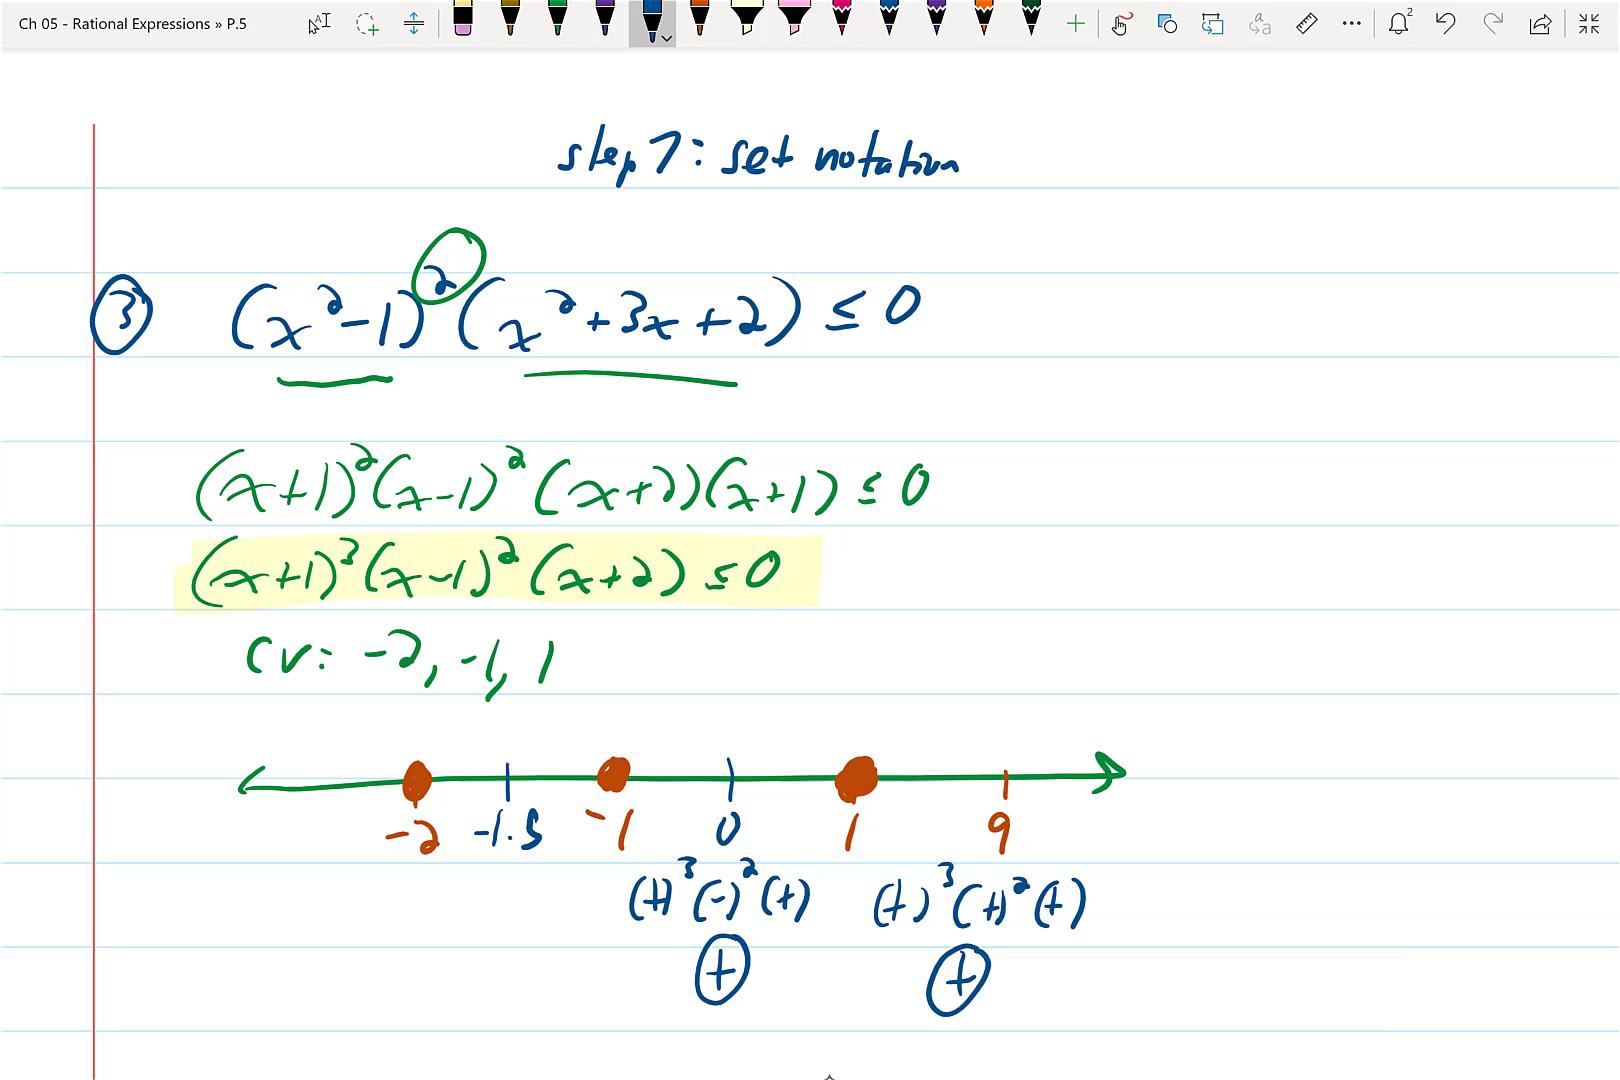 Ch 05 - Rational Expressions » P.5
step 7: set notation
3 (x²-1)²(x²+3x+2) ≤ 0
(x+1)²(x-1)²(x+2)(x+1) ≤ 0
(x+1)³(x-1)²(x+2) ≤ 0
CV: -2, -1, 1
-2 -1.5 -1 0 1 9
(+)³(-)²(+) (+)³(+)²(+)
+ +